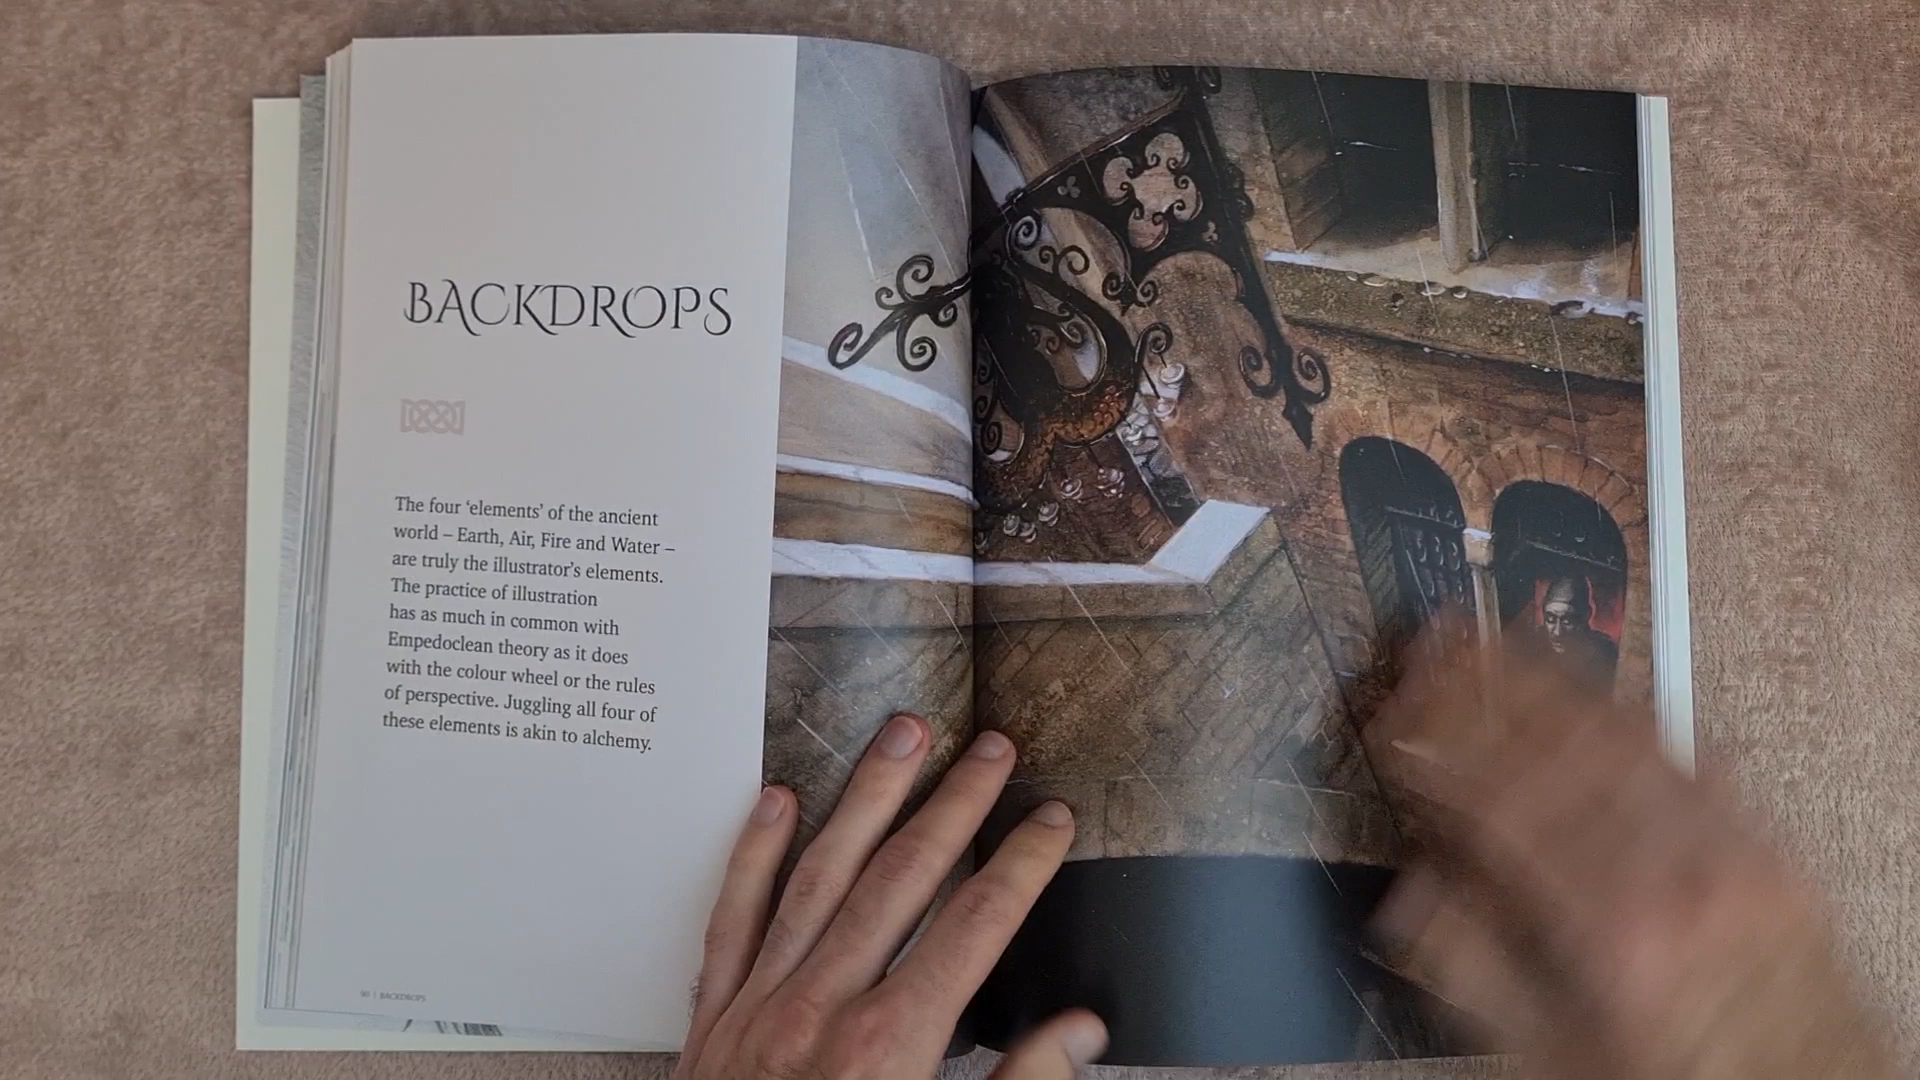 BACKDROPS
The four ‘elements’ of the ancient
world – Earth, Air, Fire and Water –
are truly the illustrator’s elements.
The practice of illustration
has as much in common with
Empedoclean theory as it does
with the colour wheel or the rules
of perspective. Juggling all four of
these elements is akin to alchemy.
90 | BACKDROPS